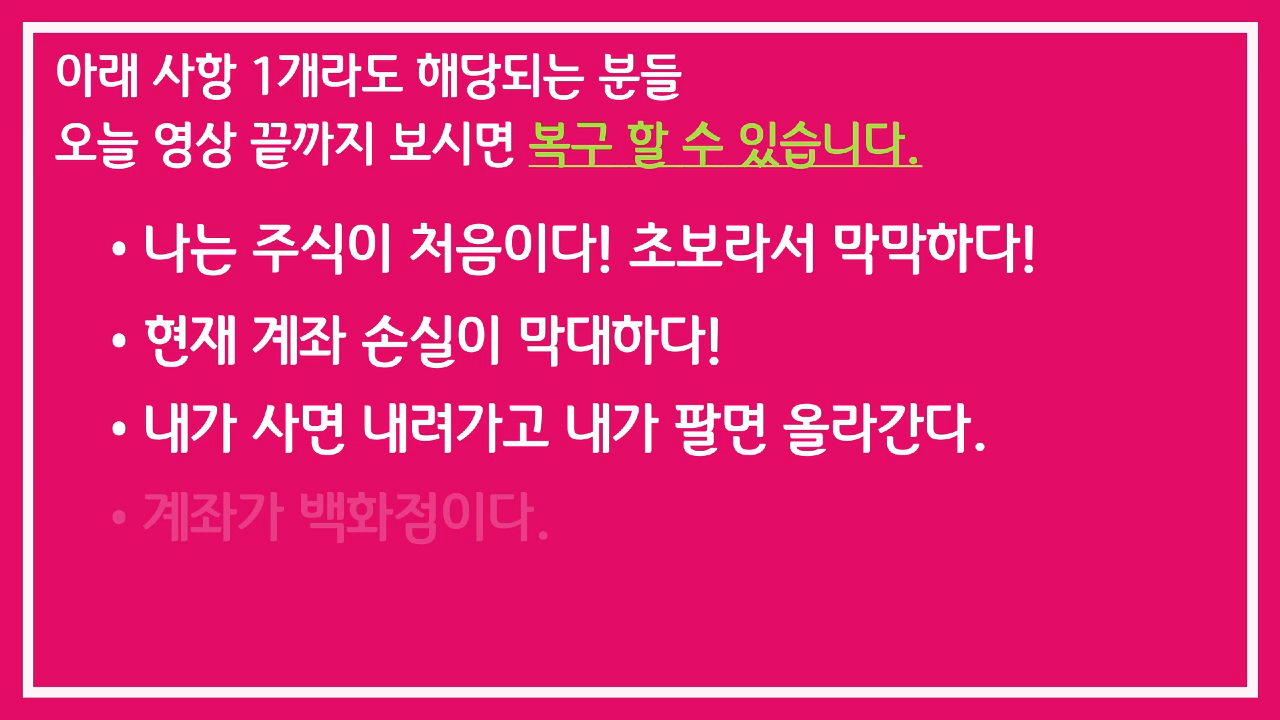 아래 사항 1개라도 해당되는 분들
오늘 영상 끝까지 보시면 복구 할 수 있습니다.
• 나는 주식이 처음이다! 초보라서 막막하다!
• 현재 계좌 손실이 막대하다!
• 내가 사면 내려가고 내가 팔면 올라간다.
• 계좌가 백화점이다.